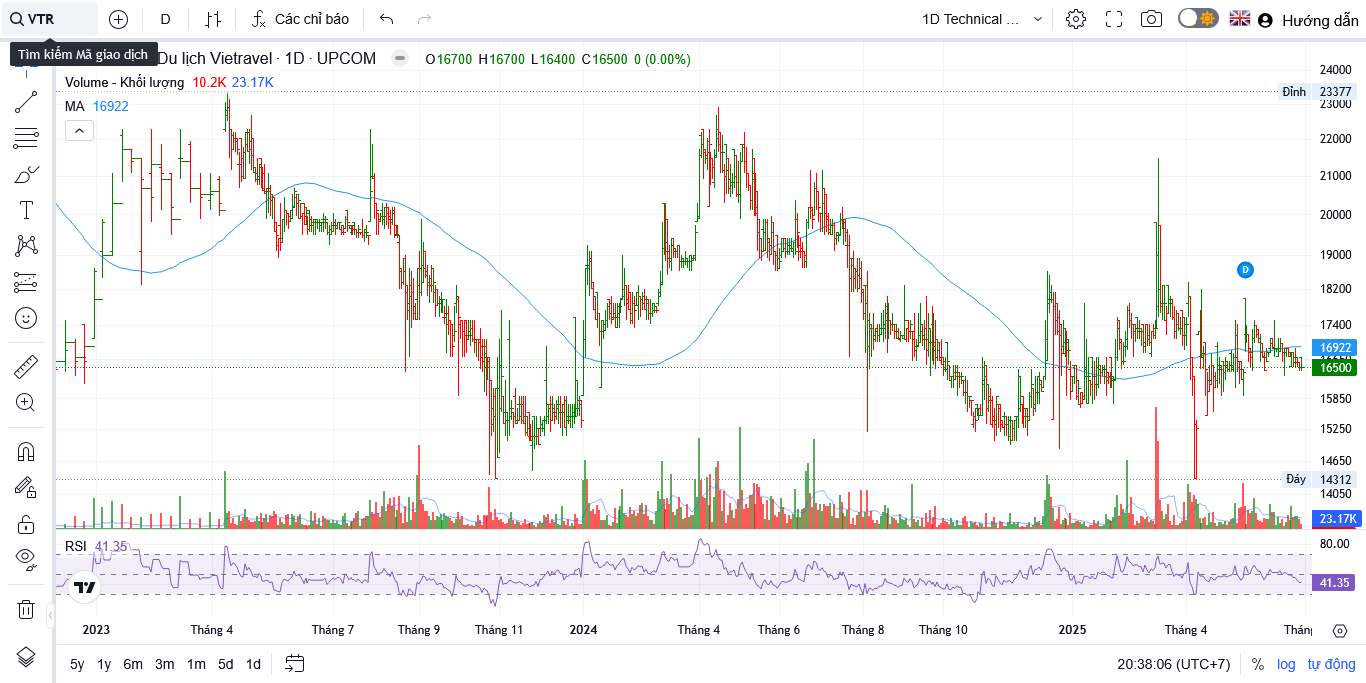 VTR
D
Các chỉ báo
1D Technical ...
Hướng dẫn
Tìm kiếm Mã giao dịch
Du lịch Vietravel · 1D · UPCOM
O16700 H16700 L16400 C16500 0 (0.00%)
Volume - Khối lượng 10.2K 23.17K
MA 16922
24000
Đỉnh 23377
23000
22000
21000
20000
19000
D
18200
17400
16922
16500
15850
15250
14650
Đáy 14312
14050
23.17K
RSI 41.35
80.00
41.35
2023 Tháng 4 Tháng 7 Tháng 9 Tháng 11 2024 Tháng 4 Tháng 6 Tháng 8 Tháng 10 2025 Tháng 4 Thán
5y 1y 6m 3m 1m 5d 1d
20:38:06 (UTC+7) % log tự động